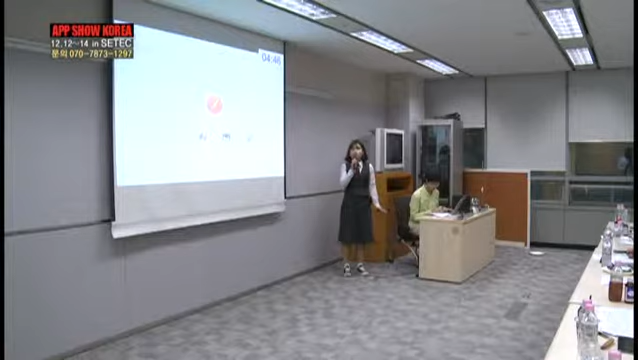 APP SHOW KOREA
12.12~14 in SETEC
문의 070-7873-1297
04:46